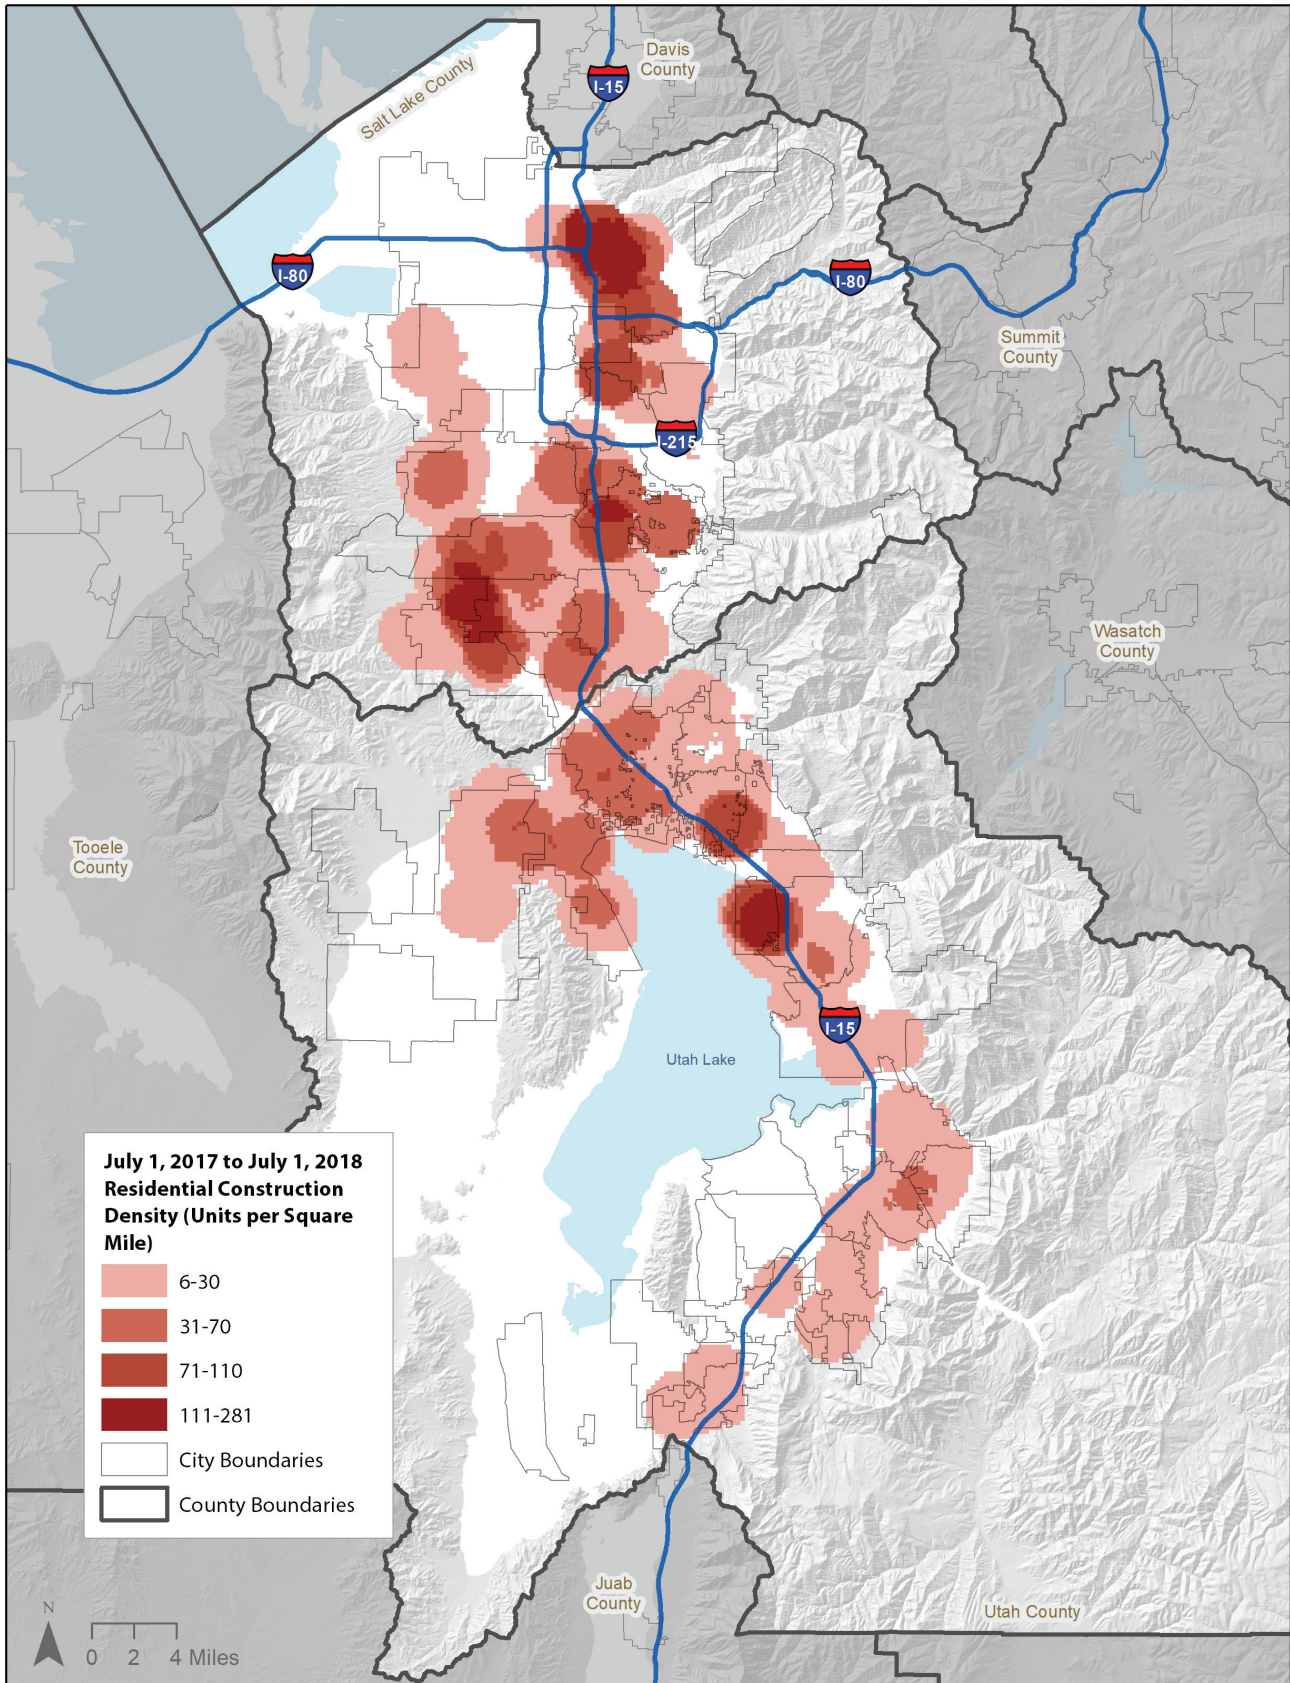 Davis
County
I-15
Salt Lake County
I-80
I-80
Summit
County
I-215
Wasatch
County
Tooele
County
I-15
Utah Lake
July 1, 2017 to July 1, 2018
Residential Construction
Density (Units per Square
Mile)
6-30
31-70
71-110
111-281
City Boundaries
County Boundaries
Juab
County
Utah County
N
0 2 4 Miles